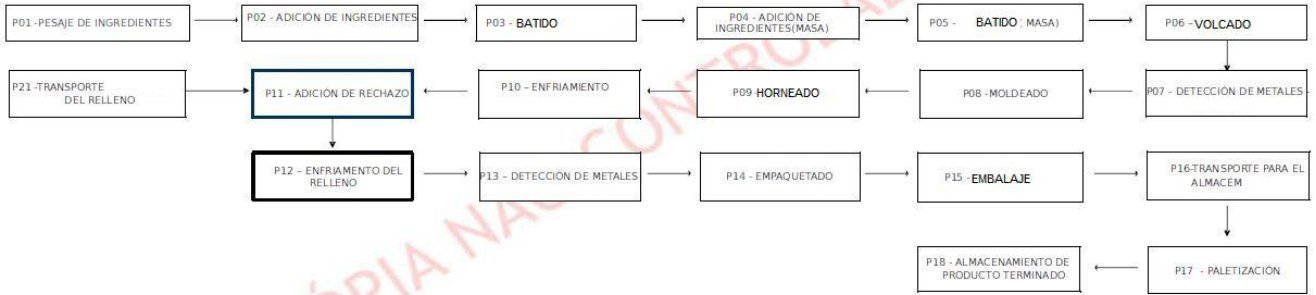 P01 -PESAJE DE INGREDIENTES
P02 - ADICIÓN DE INGREDIENTES
P03 - BATIDO
P04 - ADICIÓN DE
INGREDIENTES(MASA)
P05 - BATIDO ( MASA)
P06 - VOLCADO
P21 -TRANSPORTE
DEL RELLENO
P11 - ADICIÓN DE RECHAZO
P10 - ENFRIAMIENTO
P09 -HORNEADO
P08 -MOLDEADO
P07 - DETECCIÓN DE METALES -
P12 - ENFRIAMENTO DEL
RELLENO
P13 - DETECCIÓN DE METALES
P14 - EMPAQUETADO
P15 - EMBALAJE
P16-TRANSPORTE PARA EL
ALMACÉM
P18 - ALMACENAMIENTO DE
PRODUCTO TERMINADO
P17 - PALETIZACIÓN